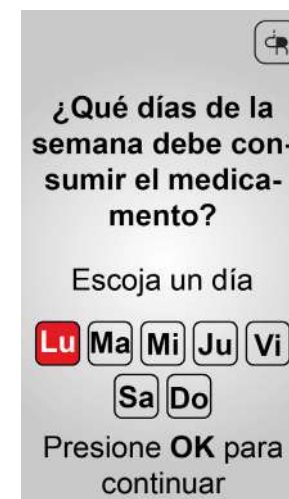 ¿Qué días de la
semana debe con-
sumir el medica-
mento?
Escoja un día
Lu Ma Mi Ju Vi
Sa Do
Presione OK para
continuar